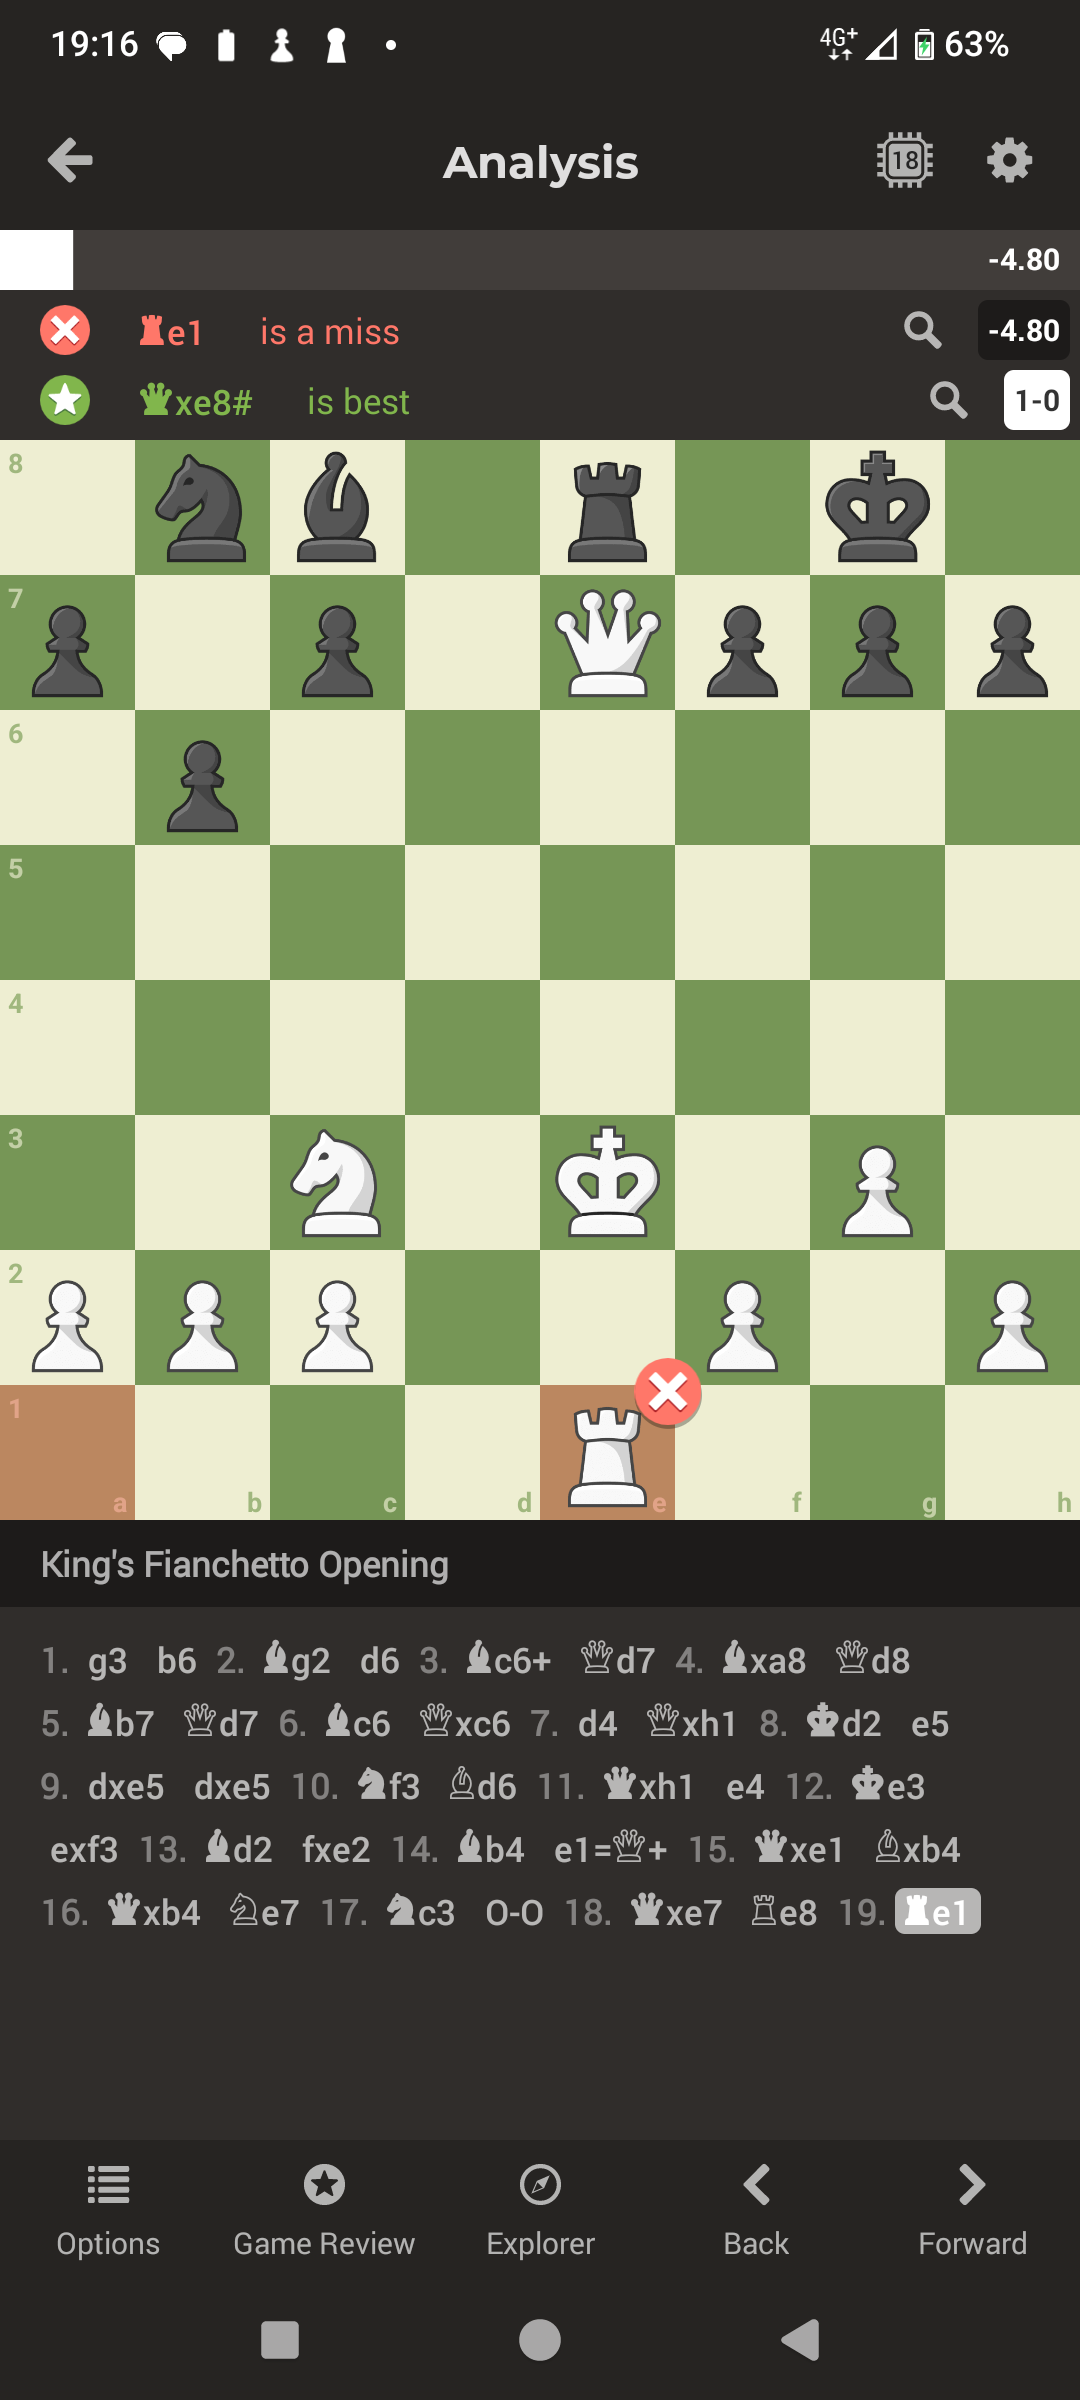 19:16 4G+ 63%
Analysis 18
-4.80
♜e1 is a miss -4.80
♛xe8# is best 1-0
8
7
6
5
4
3
2
1
a b c d e f g h
King's Fianchetto Opening
1. g3 b6 2. ♝g2 d6 3. ♝c6+ ♕d7 4. ♝xa8 ♕d8
5. ♝b7 ♕d7 6. ♝c6 ♕xc6 7. d4 ♕xh1 8. ♚d2 e5
9. dxe5 dxe5 10. ♞f3 ♗d6 11. ♛xh1 e4 12. ♚e3
exf3 13. ♝d2 fxe2 14. ♝b4 e1=♕+ 15. ♛xe1 ♗xb4
16. ♛xb4 ♘e7 17. ♞c3 O-O 18. ♛xe7 ♖e8 19. ♜e1
Options Game Review Explorer Back Forward